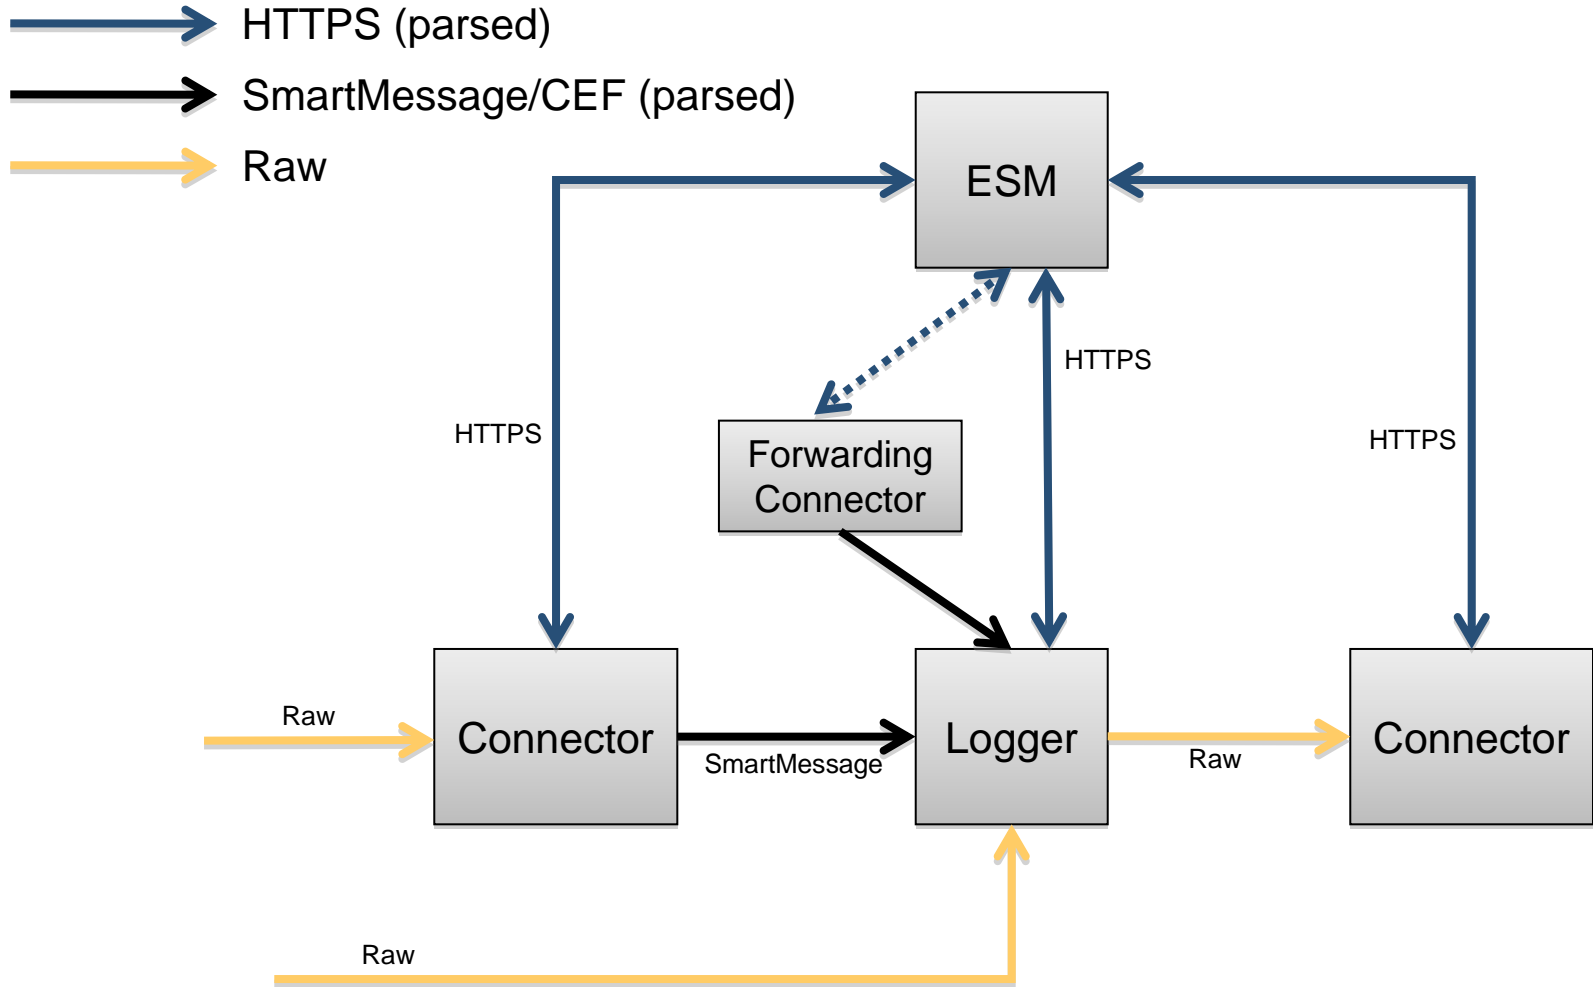 HTTPS (parsed)
SmartMessage/CEF (parsed)
Raw
ESM
HTTPS
HTTPS
HTTPS
Forwarding
Connector
Raw
Connector
SmartMessage
Logger
Raw
Connector
Raw